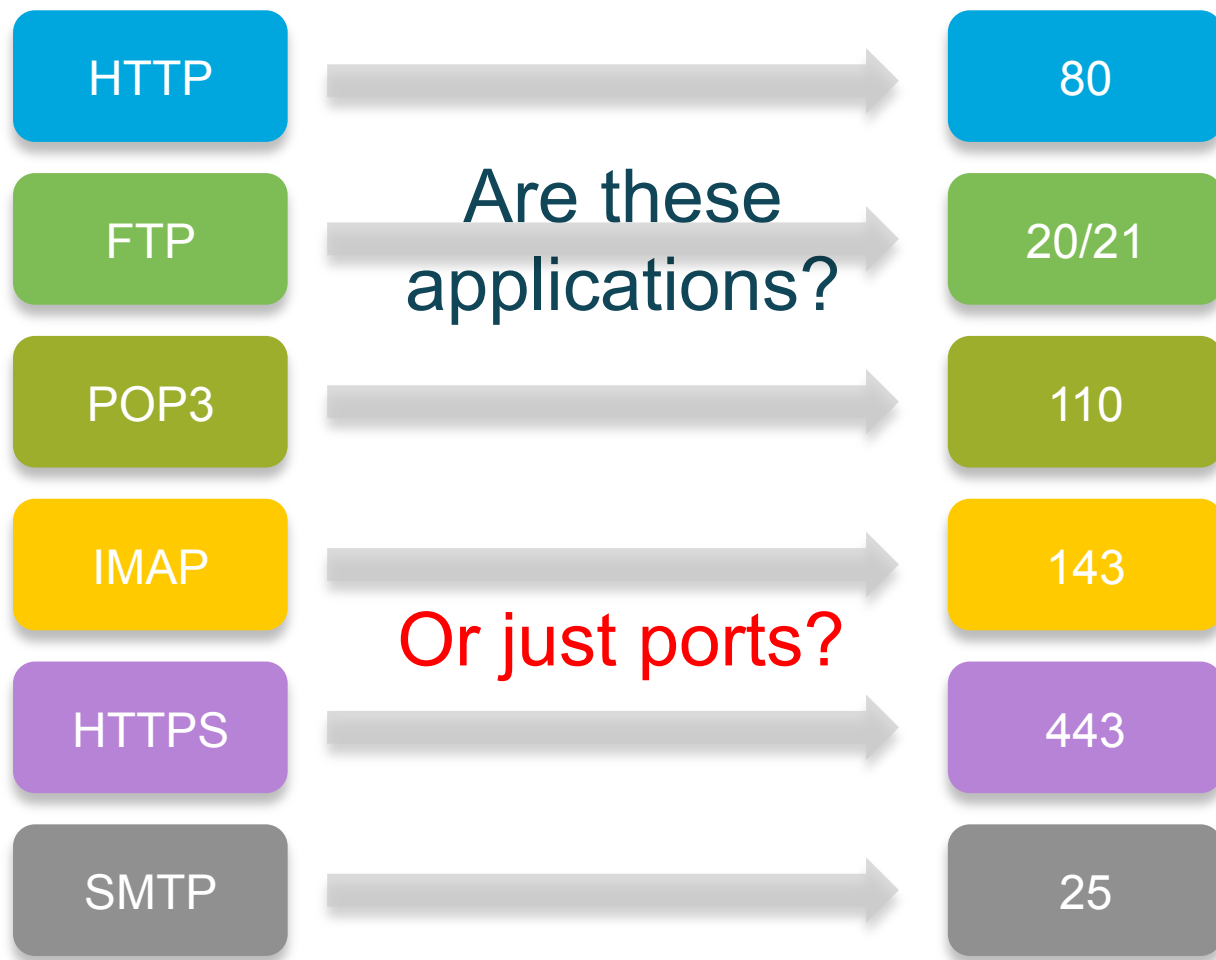 HTTP
80
Are these
applications?
FTP
20/21
POP3
110
IMAP
143
Or just ports?
HTTPS
443
SMTP
25